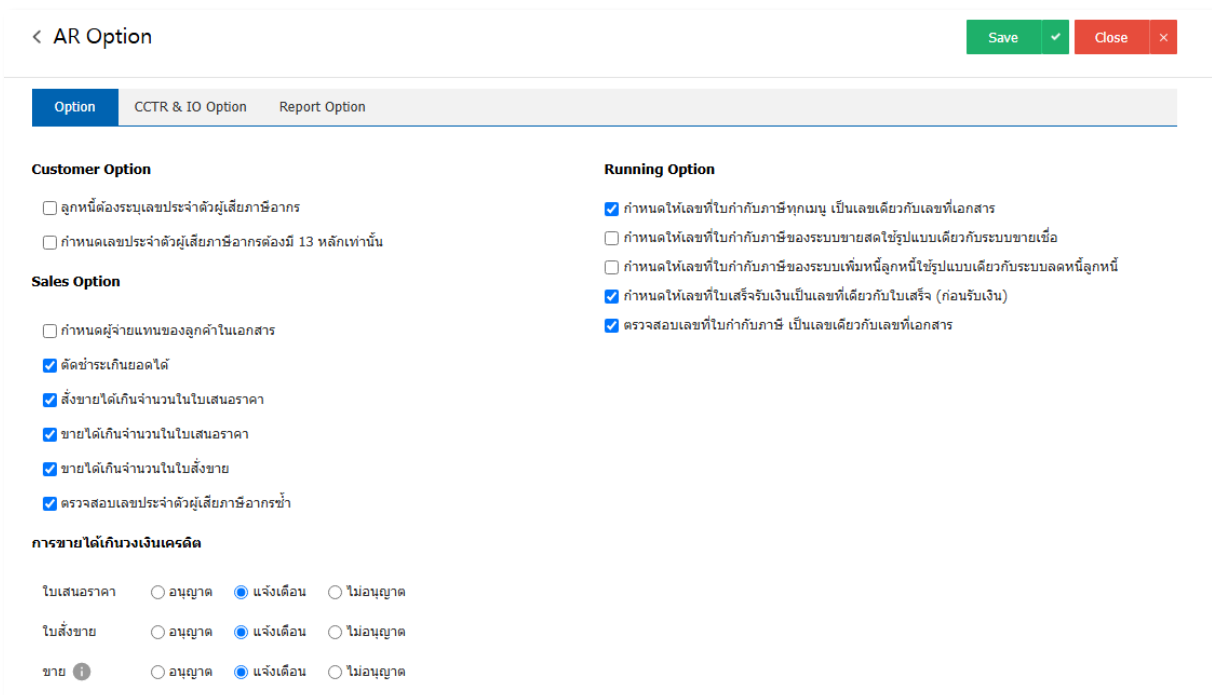 AR Option
Save
Close
Option
CCTR & IO Option
Report Option
Customer Option
ลูกหนี้ต้องระบุเลขประจำตัวผู้เสียภาษีอากร
กำหนดเลขประจำตัวผู้เสียภาษีอากรต้องมี 13 หลักเท่านั้น
Sales Option
กำหนดผู้จ่ายแทนของลูกค้าในเอกสาร
ตัดชำระเกินยอดได้
สั่งขายได้เกินจำนวนในใบเสนอราคา
ขายได้เกินจำนวนในใบเสนอราคา
ขายได้เกินจำนวนในใบสั่งขาย
ตรวจสอบเลขประจำตัวผู้เสียภาษีอากรซ้ำ
การขายได้เกินวงเงินเครดิต
ใบเสนอราคา อนุญาต แจ้งเตือน ไม่อนุญาต
ใบสั่งขาย อนุญาต แจ้งเตือน ไม่อนุญาต
ขาย อนุญาต แจ้งเตือน ไม่อนุญาต
Running Option
กำหนดให้เลขที่ใบกำกับภาษีทุกเมนู เป็นเลขเดียวกับเลขที่เอกสาร
กำหนดให้เลขที่ใบกำกับภาษีของระบบขายสดใช้รูปแบบเดียวกับระบบขายเชื่อ
กำหนดให้เลขที่ใบกำกับภาษีของระบบเพิ่มหนี้ลูกหนี้ใช้รูปแบบเดียวกับระบบลดหนี้ลูกหนี้
กำหนดให้เลขที่ใบเสร็จรับเงินเป็นเลขที่เดียวกับใบเสร็จ (ก่อนรับเงิน)
ตรวจสอบเลขที่ใบกำกับภาษี เป็นเลขเดียวกับเลขที่เอกสาร